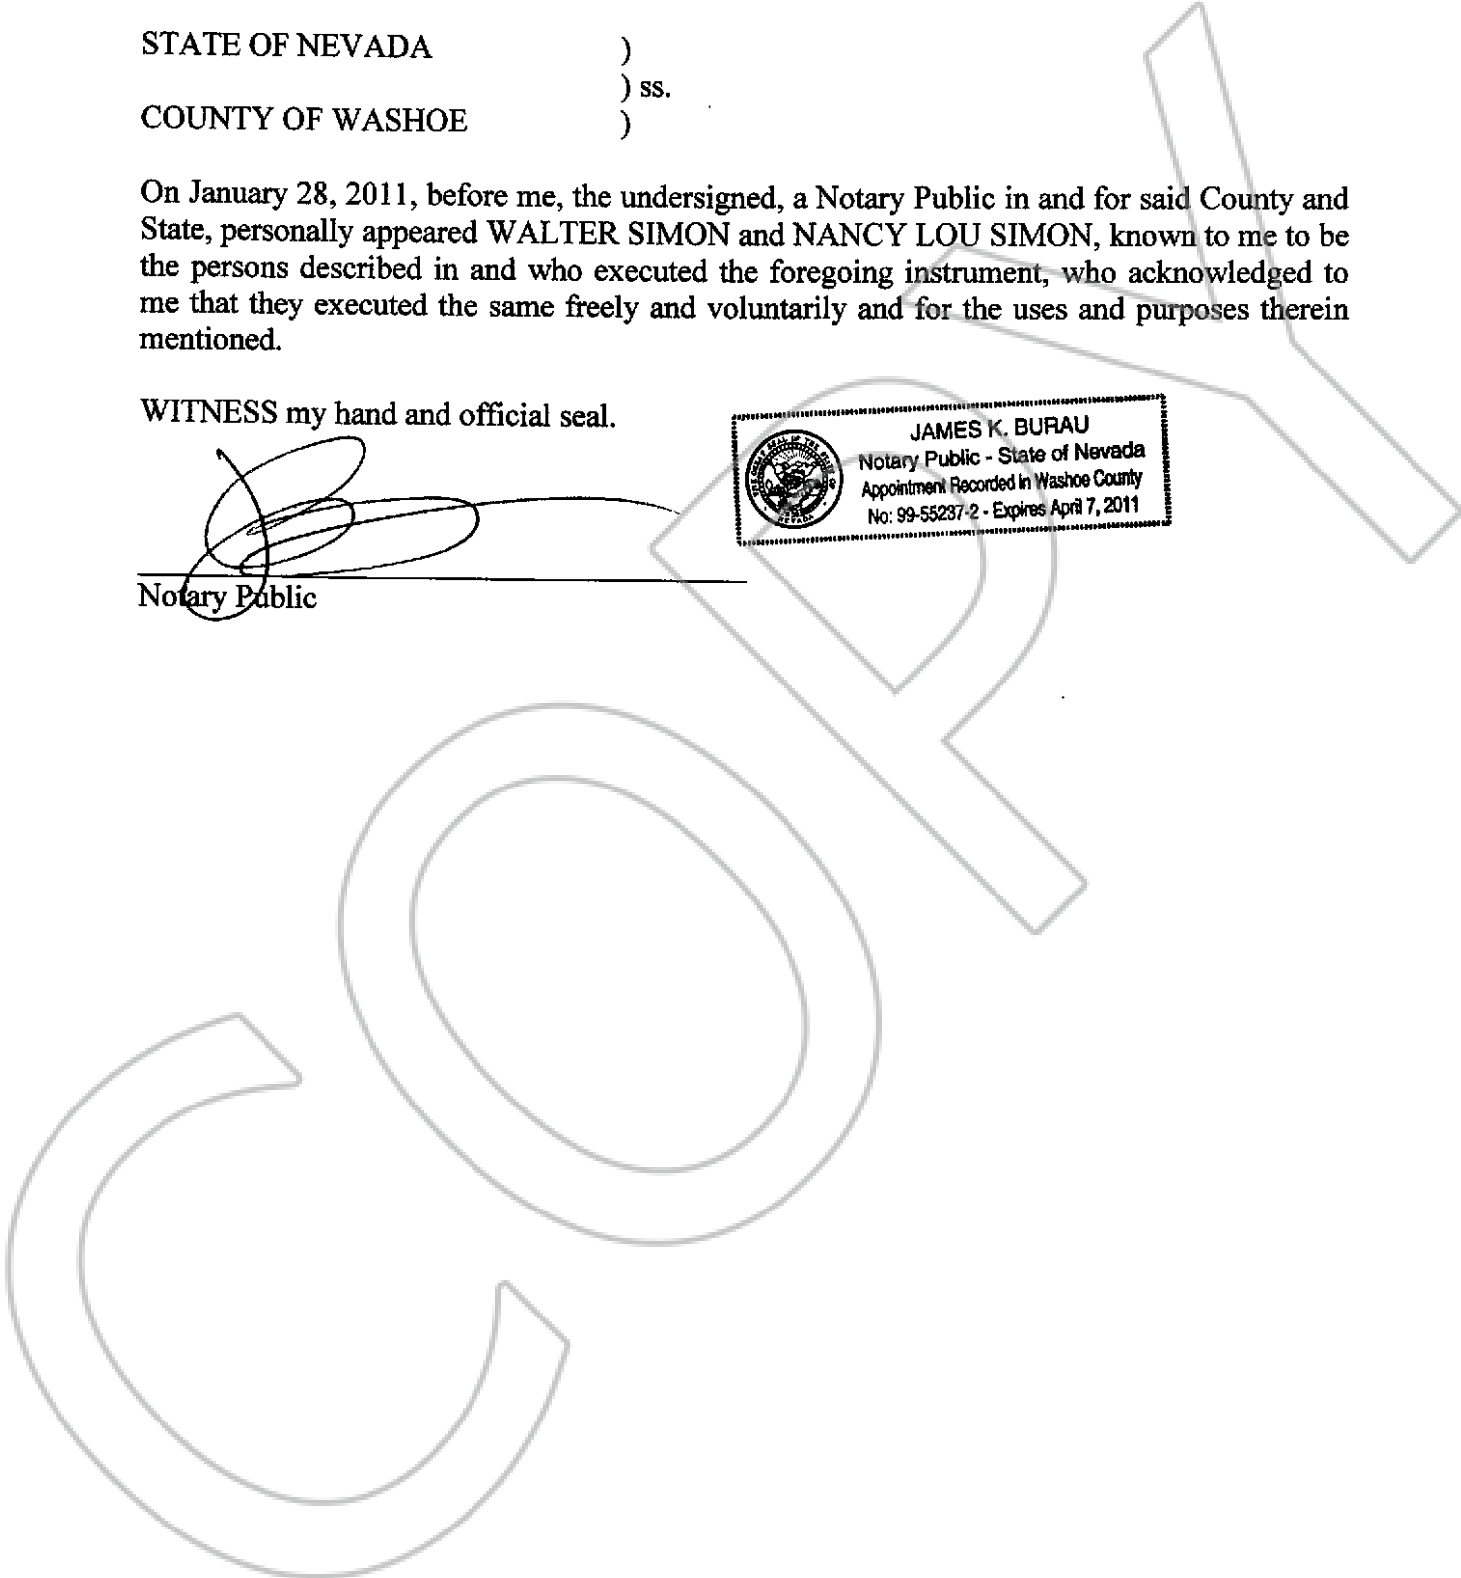 STATE OF NEVADA )
) ss.
COUNTY OF WASHOE )
On January 28, 2011, before me, the undersigned, a Notary Public in and for said County and
State, personally appeared WALTER SIMON and NANCY LOU SIMON, known to me to be
the persons described in and who executed the foregoing instrument, who acknowledged to
me that they executed the same freely and voluntarily and for the uses and purposes therein
mentioned.
WITNESS my hand and official seal.
JAMES K. BURAU
Notary Public - State of Nevada
Appointment Recorded in Washoe County
No: 99-55237-2 - Expires April 7, 2011
Notary Public
COPY